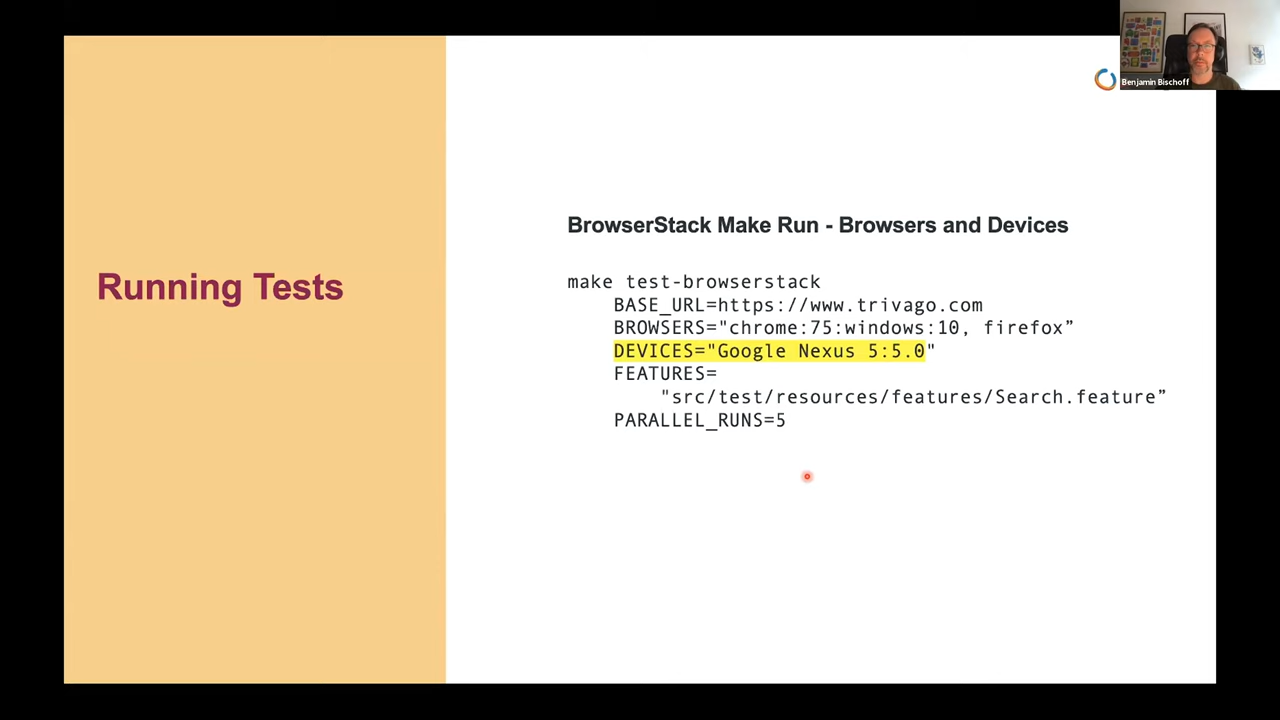 Benjamin Bischoff
Running Tests
BrowserStack Make Run - Browsers and Devices
make test-browserstack
BASE_URL=https://www.trivago.com
BROWSERS="chrome:75:windows:10, firefox”
DEVICES="Google Nexus 5:5.0"
FEATURES=
"src/test/resources/features/Search.feature”
PARALLEL_RUNS=5